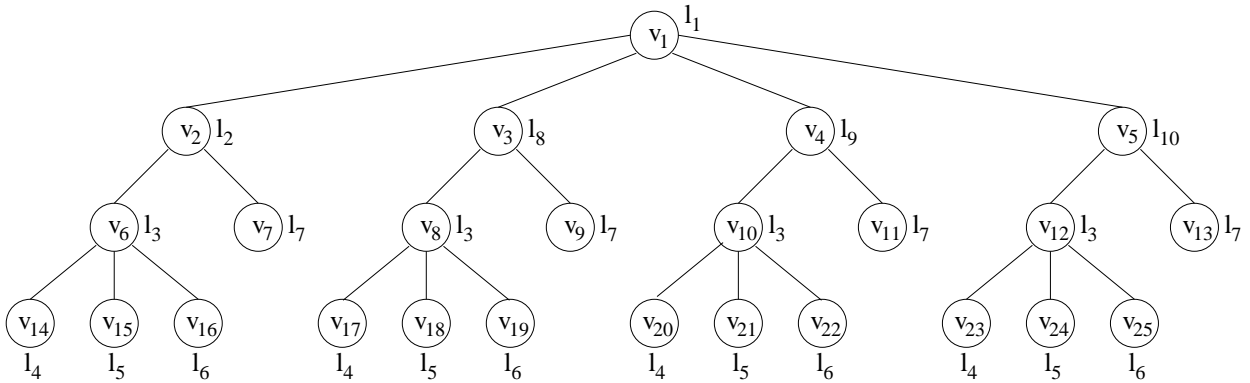 v₁ l₁
v₂ l₂ v₃ l₈ v₄ l₉ v₅ l₁₀
v₆ l₃ v₇ l₇ v₈ l₃ v₉ l₇ v₁₀ l₃ v₁₁ l₇ v₁₂ l₃ v₁₃ l₇
v₁₄ v₁₅ v₁₆ v₁₇ v₁₈ v₁₉ v₂₀ v₂₁ v₂₂ v₂₃ v₂₄ v₂₅
l₄ l₅ l₆ l₄ l₅ l₆ l₄ l₅ l₆ l₄ l₅ l₆